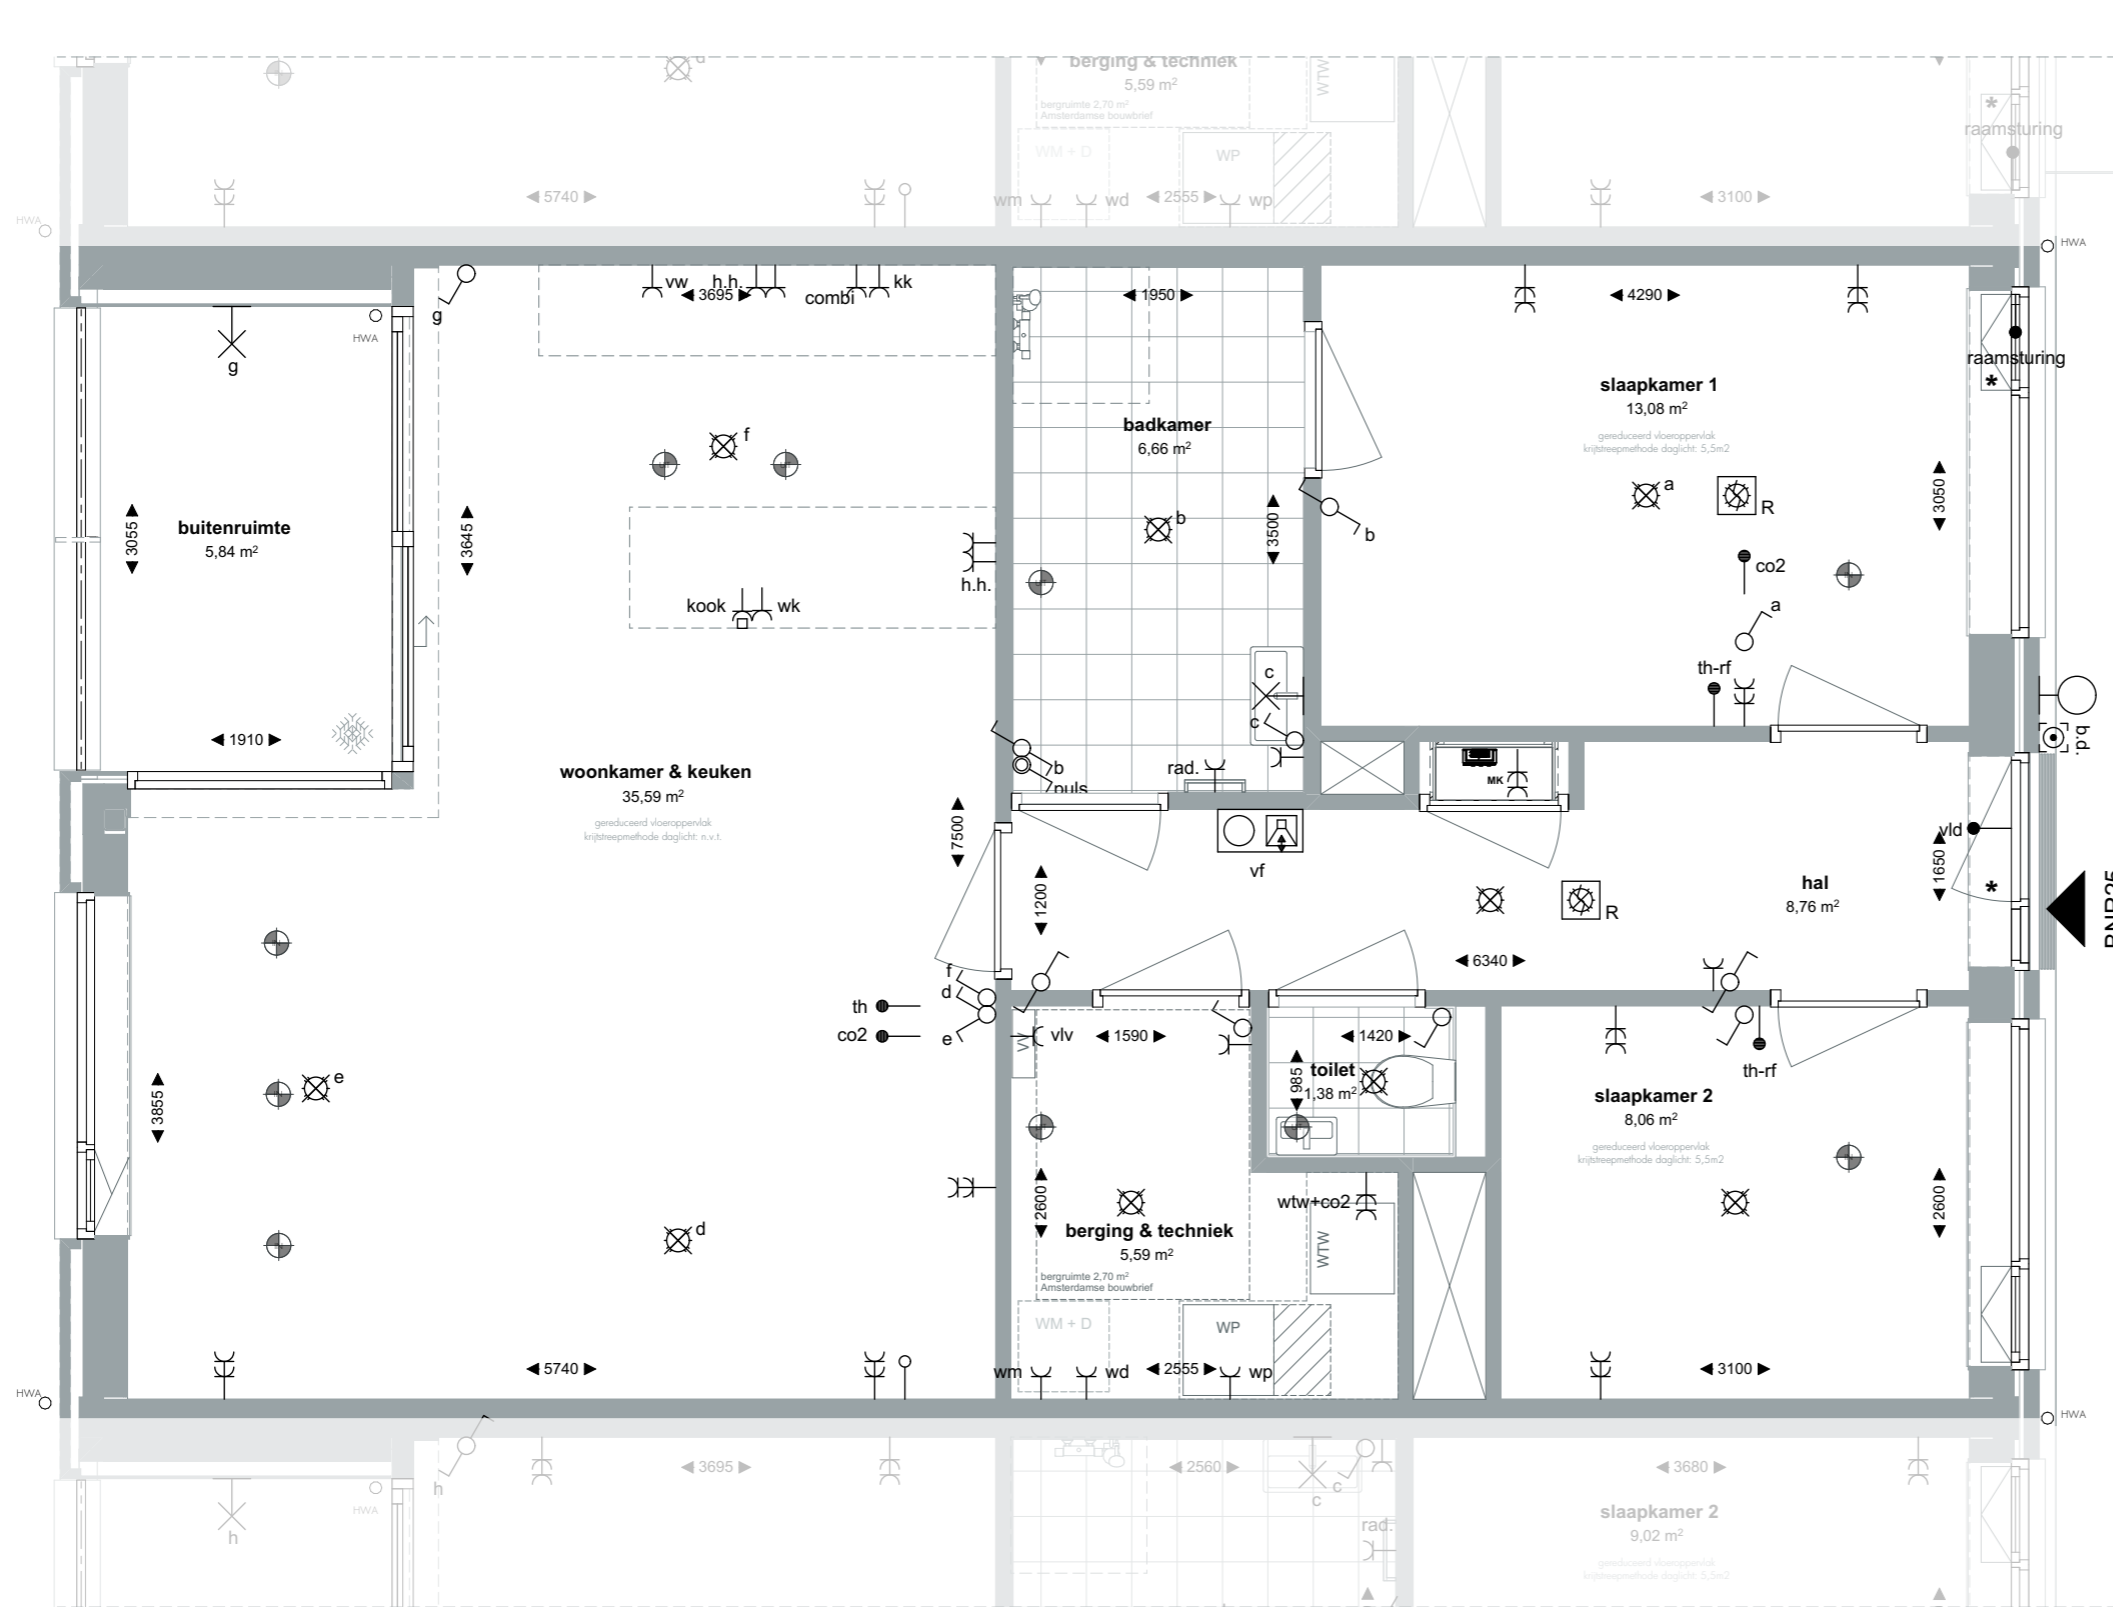 d
berging & techniek
5,59 m²
bergruimte 2,70 m²
Amsterdamse bouwbrief
WTW
WM + D
WP
*
raamsturing
5740
wm
wd
2555
wp
3100
HWA
HWA
g
vw
h.h.
3695
combi
kk
1950
4290
HWA
g
raamsturing
*
slaapkamer 1
13,08 m²
gereduceerd vloeroppervlak
krijtstreepmethode daglicht: 5,5m2
badkamer
6,66 m²
f
a
R
b
b
3050
3500
3055
buitenruimte
5,84 m²
3645
h.h.
co2
kook
wk
a
th-rf
c
c
b.d.
1910
woonkamer & keuken
35,59 m²
gereduceerd vloeroppervlak
krijtstreepmethode daglicht: n.v.t.
b
puls
rad.
MK
7500
vld
1650
vf
1200
hal
8,76 m²
*
R
6340
f
d
th
co2
e
vlv
1590
1420
985
toilet
1,38 m²
th-rf
slaapkamer 2
8,06 m²
gereduceerd vloeroppervlak
krijtstreepmethode daglicht: 5,5m2
e
3855
2600
wtw+co2
2600
d
berging & techniek
5,59 m²
bergruimte 2,70 m²
Amsterdamse bouwbrief
WTW
WM + D
WP
5740
wm
wd
2555
wp
3100
HWA
HWA
h
3695
2560
c
c
3680
HWA
h
rad.
slaapkamer 2
9,02 m²
gereduceerd vloeroppervlak
krijtstreepmethode daglicht: 5,5m2